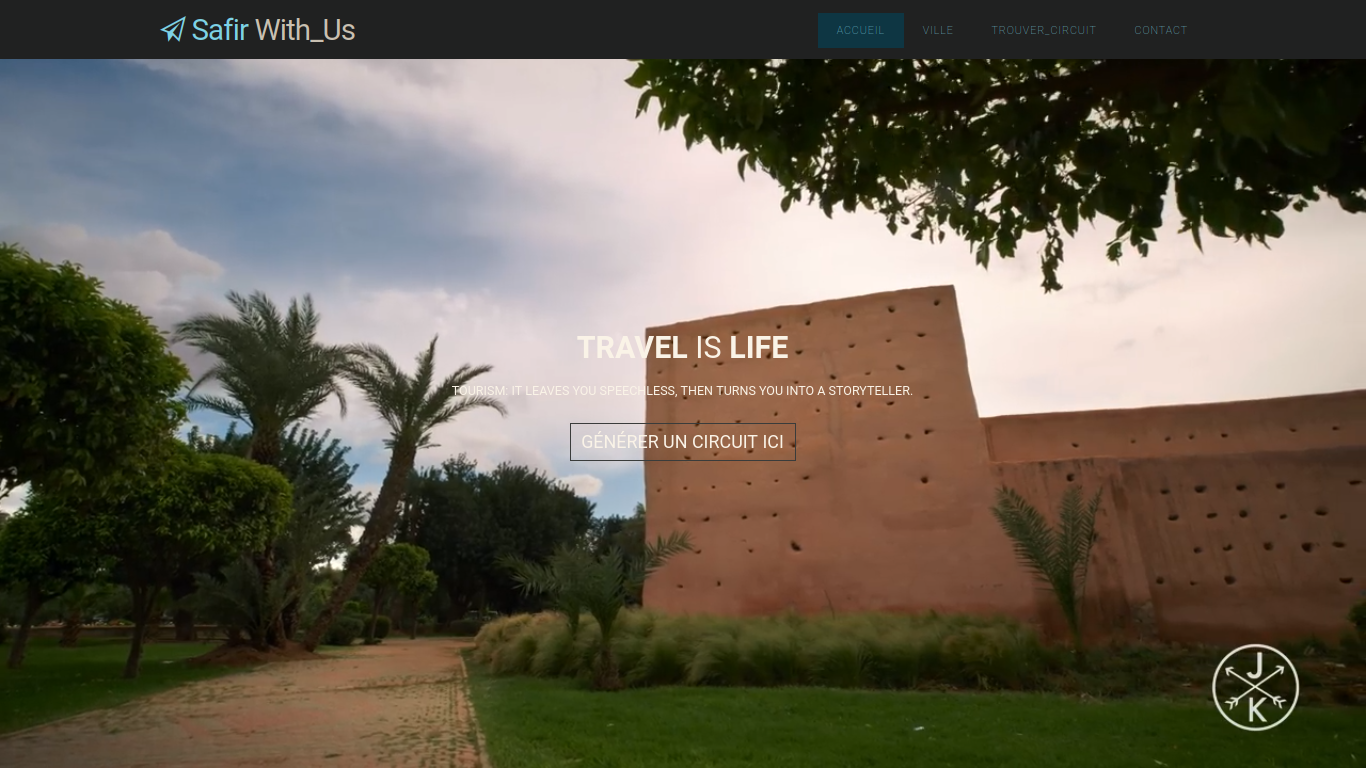 Safir With_Us
ACCUEIL
VILLE
TROUVER_CIRCUIT
CONTACT
TRAVEL IS LIFE
TOURISM: IT LEAVES YOU SPEECHLESS, THEN TURNS YOU INTO A STORYTELLER.
GÉNÉRER UN CIRCUIT ICI
J
K